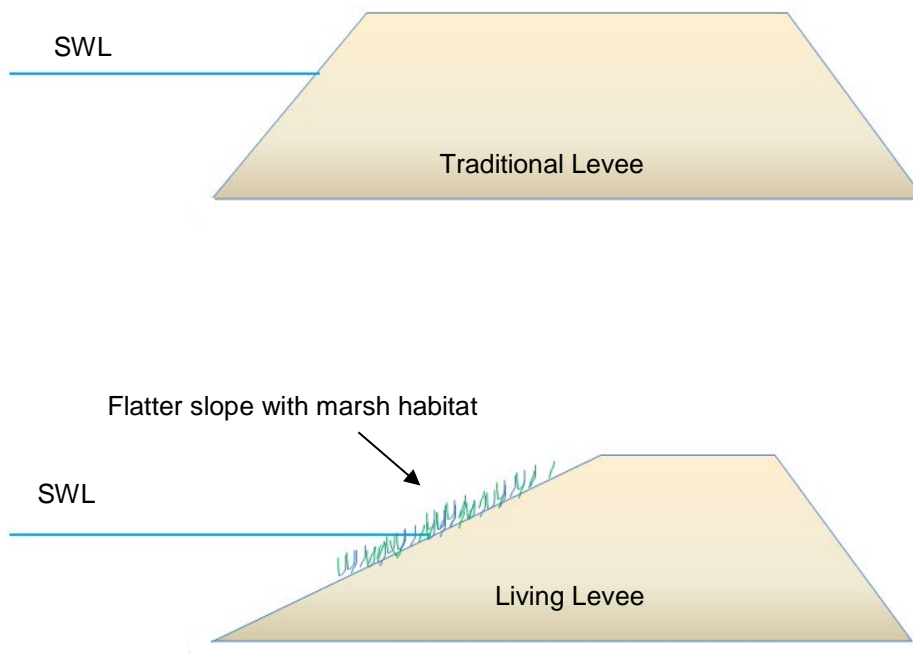 SWL
Traditional Levee
Flatter slope with marsh habitat
SWL
Living Levee